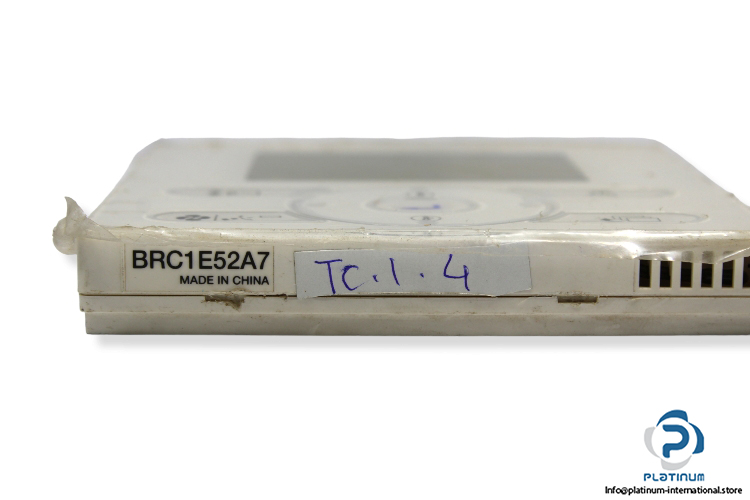 BRC1E52A7
MADE IN CHINA
TC.1.4
PLATINUM
Info@platinum-international.store